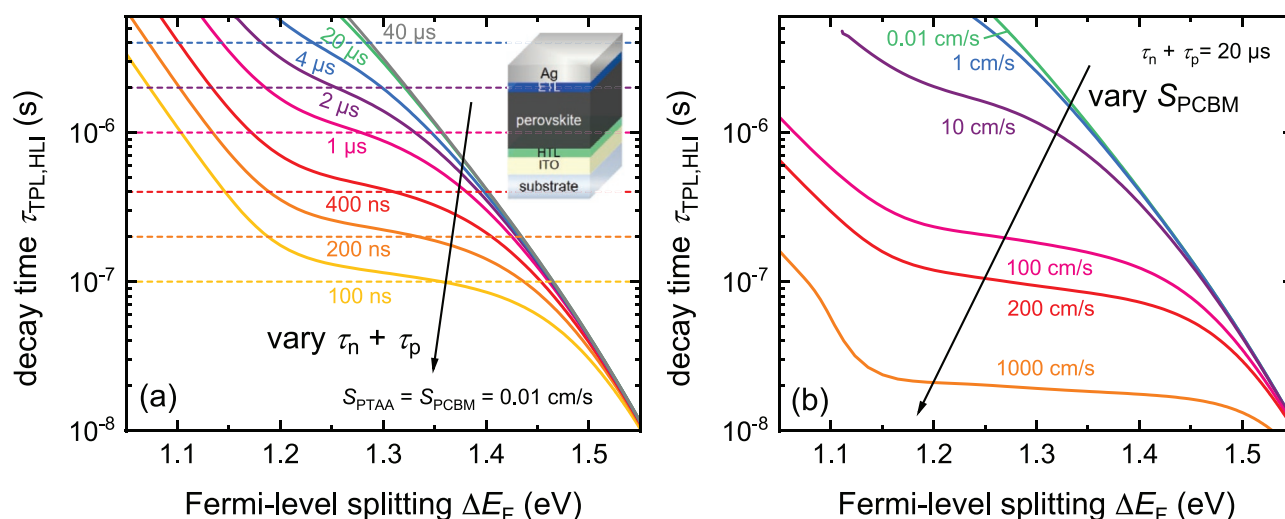 decay time τTPL,HLI (s)
10-6
10-7
10-8
20 µs
40 µs
4 µs
2 µs
1 µs
400 ns
200 ns
100 ns
Ag
ETL
perovskite
HTL
ITO
substrate
vary τn + τp
(a)
SPTAA = SPCBM = 0.01 cm/s
1.1 1.2 1.3 1.4 1.5
Fermi-level splitting ΔEF (eV)
decay time τTPL,HLI (s)
10-6
10-7
10-8
0.01 cm/s
1 cm/s
τn + τp = 20 µs
vary SPCBM
10 cm/s
100 cm/s
200 cm/s
1000 cm/s
(b)
1.1 1.2 1.3 1.4 1.5
Fermi-level splitting ΔEF (eV)